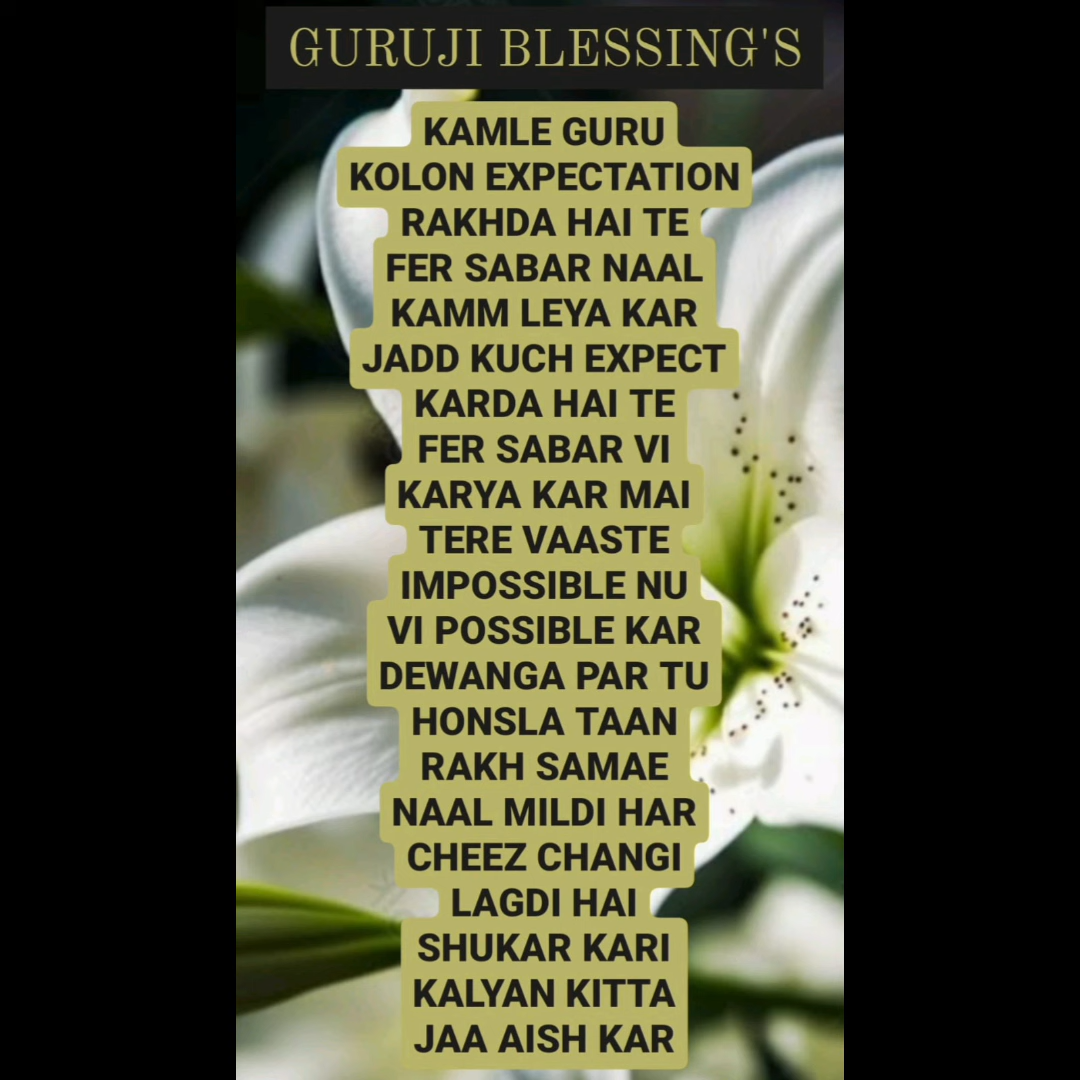 GURUJI BLESSING'S
KAMLE GURU
KOLON EXPECTATION
RAKHDA HAI TE
FER SABAR NAAL
KAMM LEYA KAR
JADD KUCH EXPECT
KARDA HAI TE
FER SABAR VI
KARYA KAR MAI
TERE VAASTE
IMPOSSIBLE NU
VI POSSIBLE KAR
DEWANGA PAR TU
HONSLA TAAN
RAKH SAMAE
NAAL MILDI HAR
CHEEZ CHANGI
LAGDI HAI
SHUKAR KARI
KALYAN KITTA
JAA AISH KAR